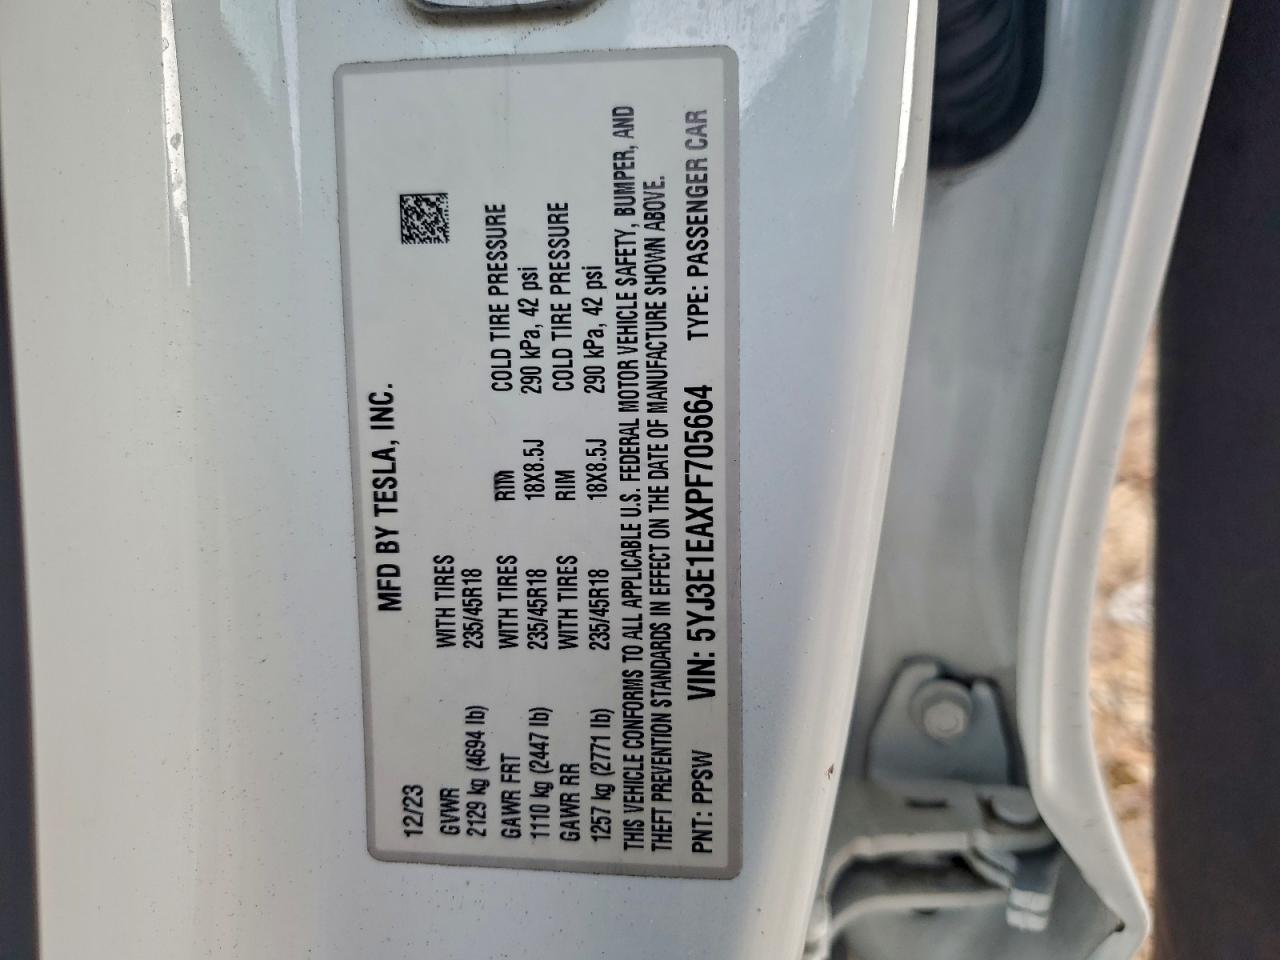 MFD BY TESLA, INC.
12/23
GVWR WITH TIRES
2129 kg (4694 lb) 235/45R18
GAWR FRT WITH TIRES RIM COLD TIRE PRESSURE
1110 kg (2447 lb) 235/45R18 18X8.5J 290 kPa, 42 psi
GAWR RR WITH TIRES RIM COLD TIRE PRESSURE
1257 kg (2771 lb) 235/45R18 18X8.5J 290 kPa, 42 psi
THIS VEHICLE CONFORMS TO ALL APPLICABLE U.S. FEDERAL MOTOR VEHICLE SAFETY, BUMPER, AND
THEFT PREVENTION STANDARDS IN EFFECT ON THE DATE OF MANUFACTURE SHOWN ABOVE.
PNT: PPSW VIN: 5YJ3E1EAXPF705664 TYPE: PASSENGER CAR